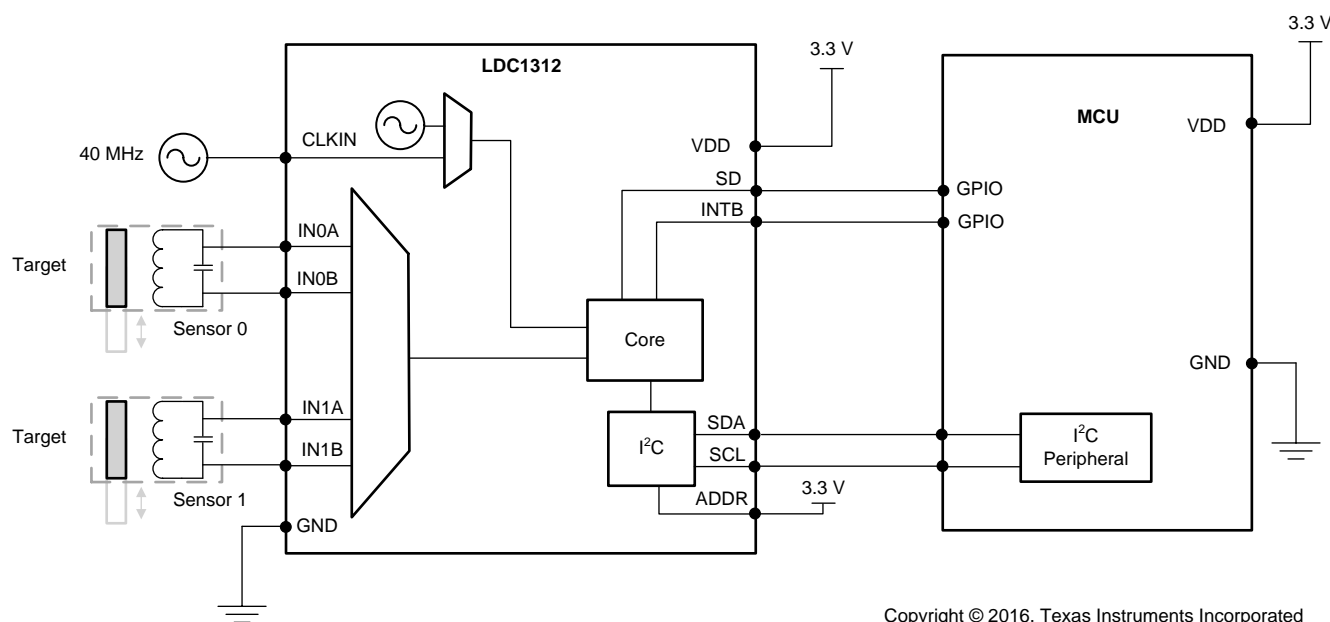 3.3 V
3.3 V
LDC1312
MCU
CLKIN
VDD
VDD
40 MHz
SD
GPIO
INTB
GPIO
IN0A
Target
IN0B
Sensor 0
Core
GND
IN1A
SDA
Target
I²C
I²C
Peripheral
IN1B
SCL
Sensor 1
ADDR
3.3 V
GND
Copyright © 2016, Texas Instruments Incorporated